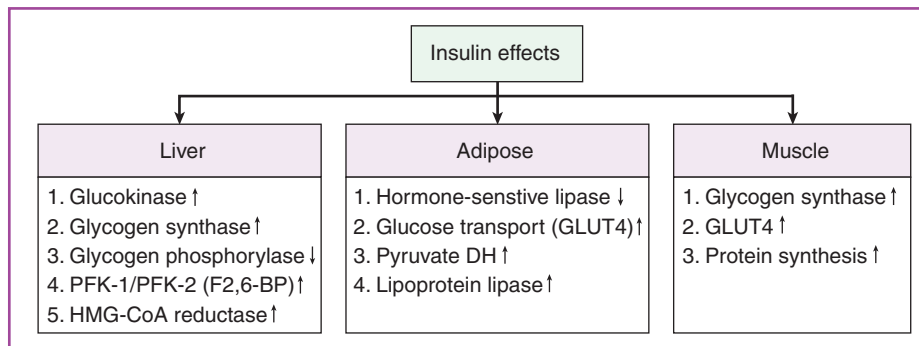 Insulin effects
Liver
1. Glucokinase ↑
2. Glycogen synthase ↑
3. Glycogen phosphorylase ↓
4. PFK-1/PFK-2 (F2,6-BP) ↑
5. HMG-CoA reductase ↑
Adipose
1. Hormone-senstive lipase ↓
2. Glucose transport (GLUT4) ↑
3. Pyruvate DH ↑
4. Lipoprotein lipase ↑
Muscle
1. Glycogen synthase ↑
2. GLUT4 ↑
3. Protein synthesis ↑